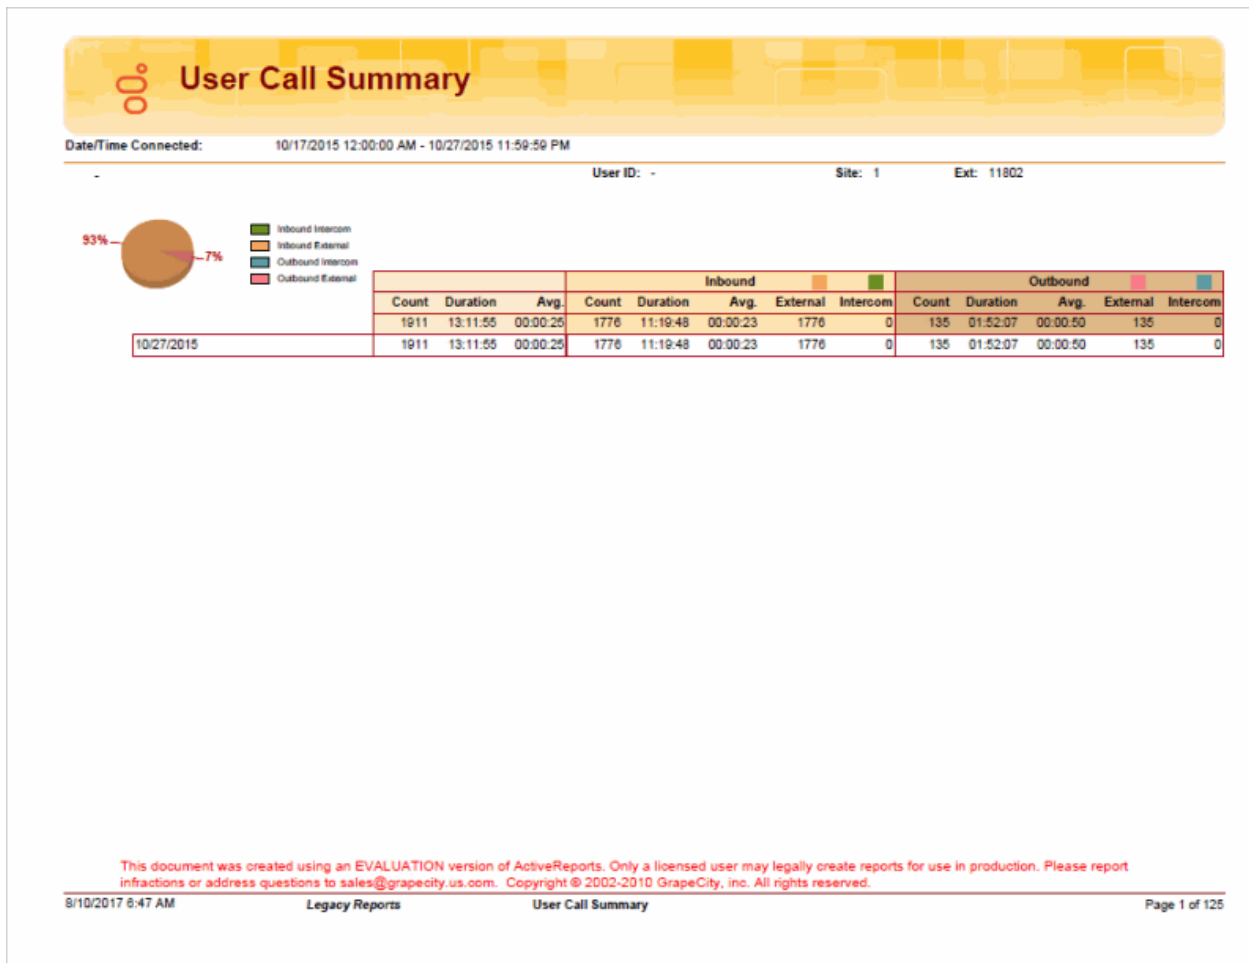 User Call Summary
Date/Time Connected: 10/17/2015 12:00:00 AM - 10/27/2015 11:59:59 PM
- User ID: - Site: 1 Ext: 11802
93%
7%
Inbound Intercom
Inbound External
Outbound Intercom
Outbound External
Inbound Outbound
Count Duration Avg. Count Duration Avg. External Intercom Count Duration Avg. External Intercom
1911 13:11:55 00:00:25 1776 11:19:48 00:00:23 1776 0 135 01:52:07 00:00:50 135 0
10/27/2015 1911 13:11:55 00:00:25 1776 11:19:48 00:00:23 1776 0 135 01:52:07 00:00:50 135 0
This document was created using an EVALUATION version of ActiveReports. Only a licensed user may legally create reports for use in production. Please report
infractions or address questions to sales@grapecity.us.com. Copyright © 2002-2010 GrapeCity, inc. All rights reserved.
8/10/2017 6:47 AM Legacy Reports User Call Summary Page 1 of 125